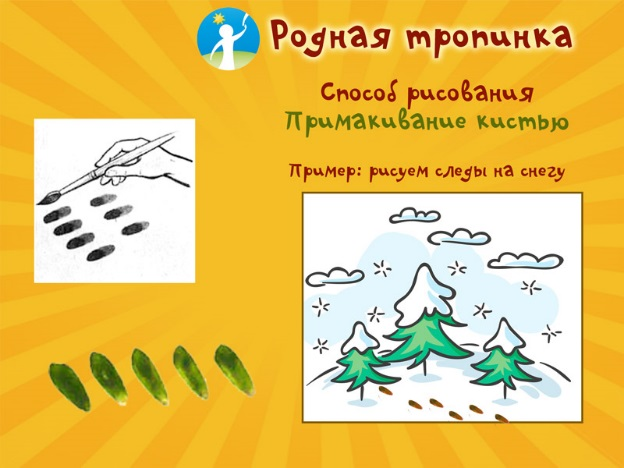 Родная тропинка
Способ рисования
Примакивание кистью
Пример: рисуем следы на снегу